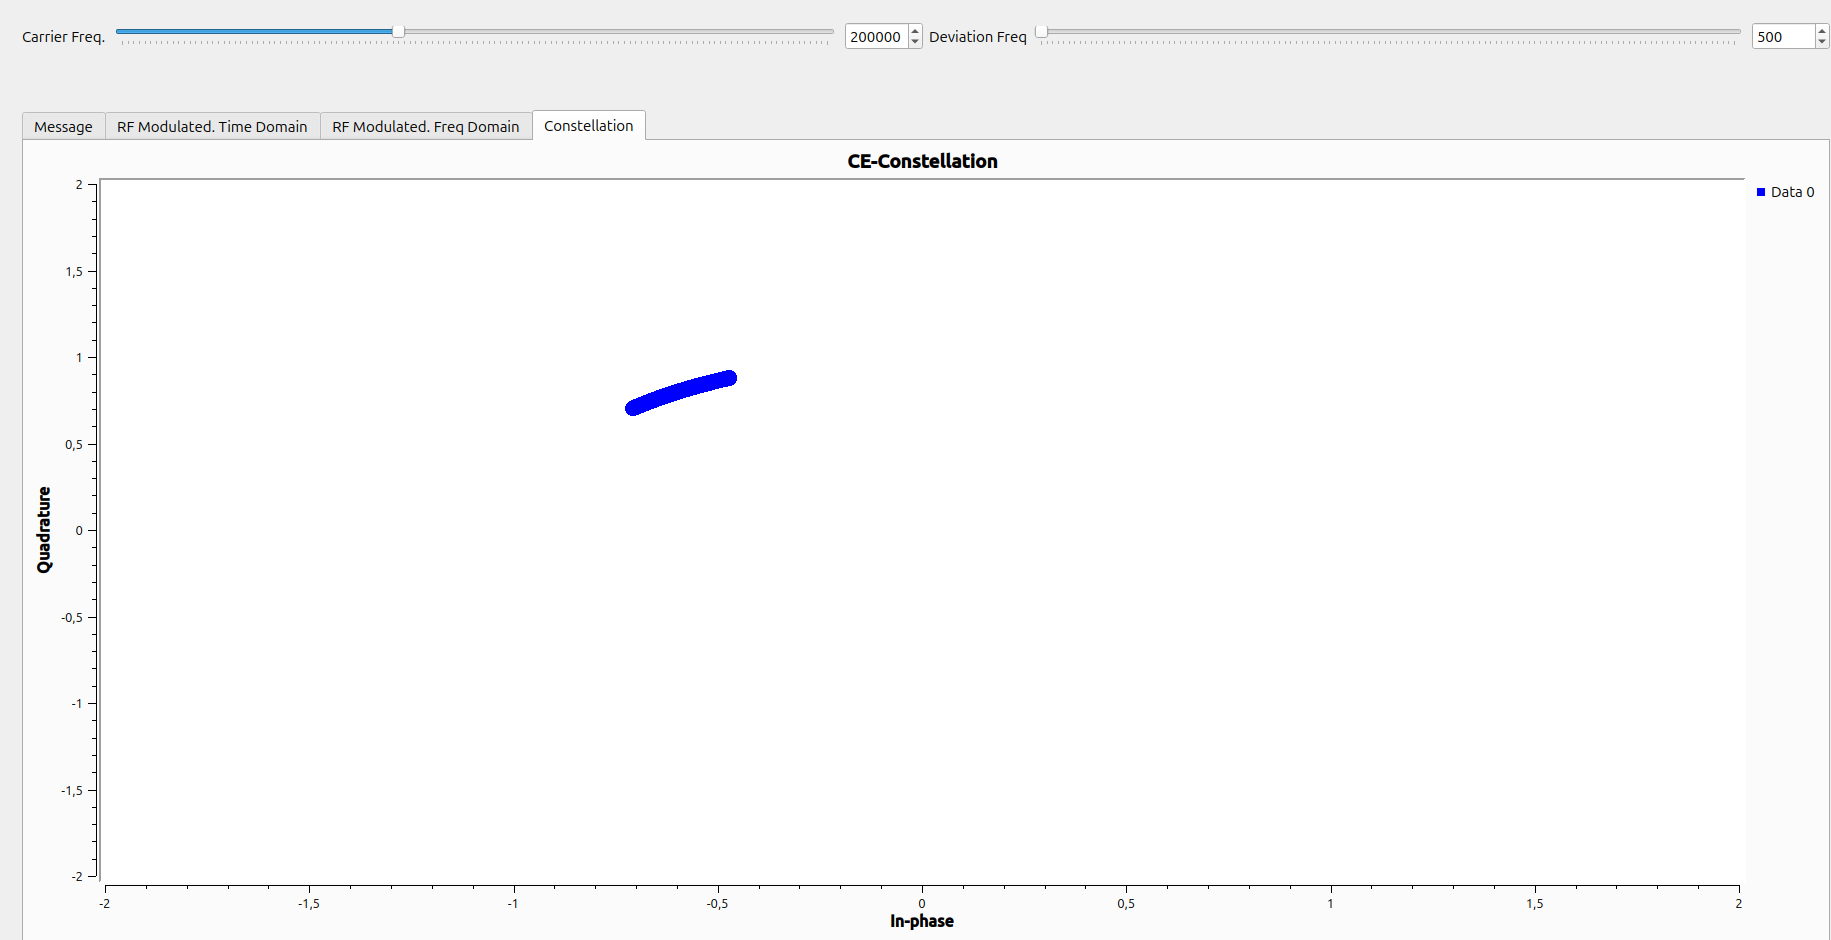 Carrier Freq. 200000 Deviation Freq 500
Message RF Modulated. Time Domain RF Modulated. Freq Domain Constellation
CE-Constellation
Data 0
2
1,5
1
0,5
0
-0,5
-1
-1,5
-2
Quadrature
-2 -1,5 -1 -0,5 0 0,5 1 1,5 2
In-phase